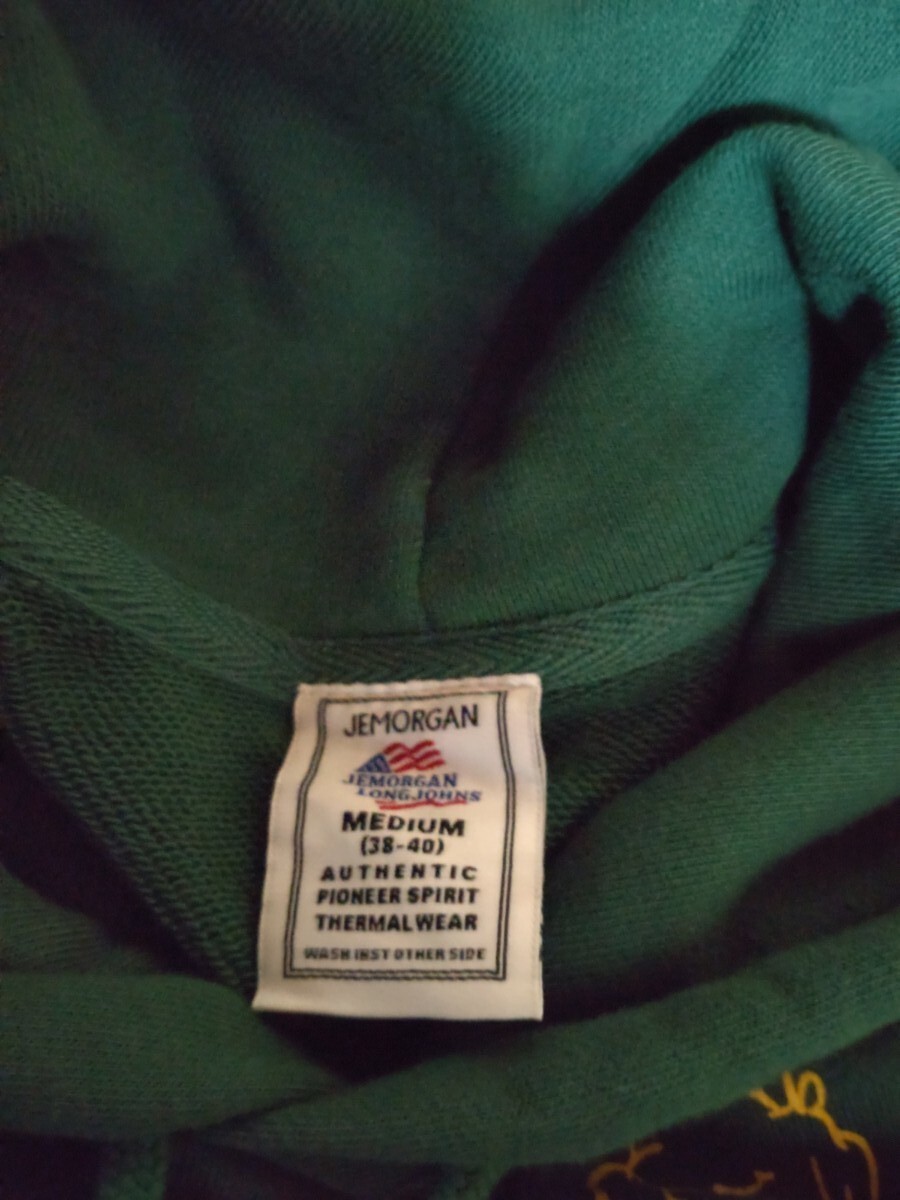 JEMORGAN
JEMORGAN
LONGJOHNS
MEDIUM
(38-40)
AUTHENTIC
PIONEER SPIRIT
THERMALWEAR
WASH INST OTHER SIDE